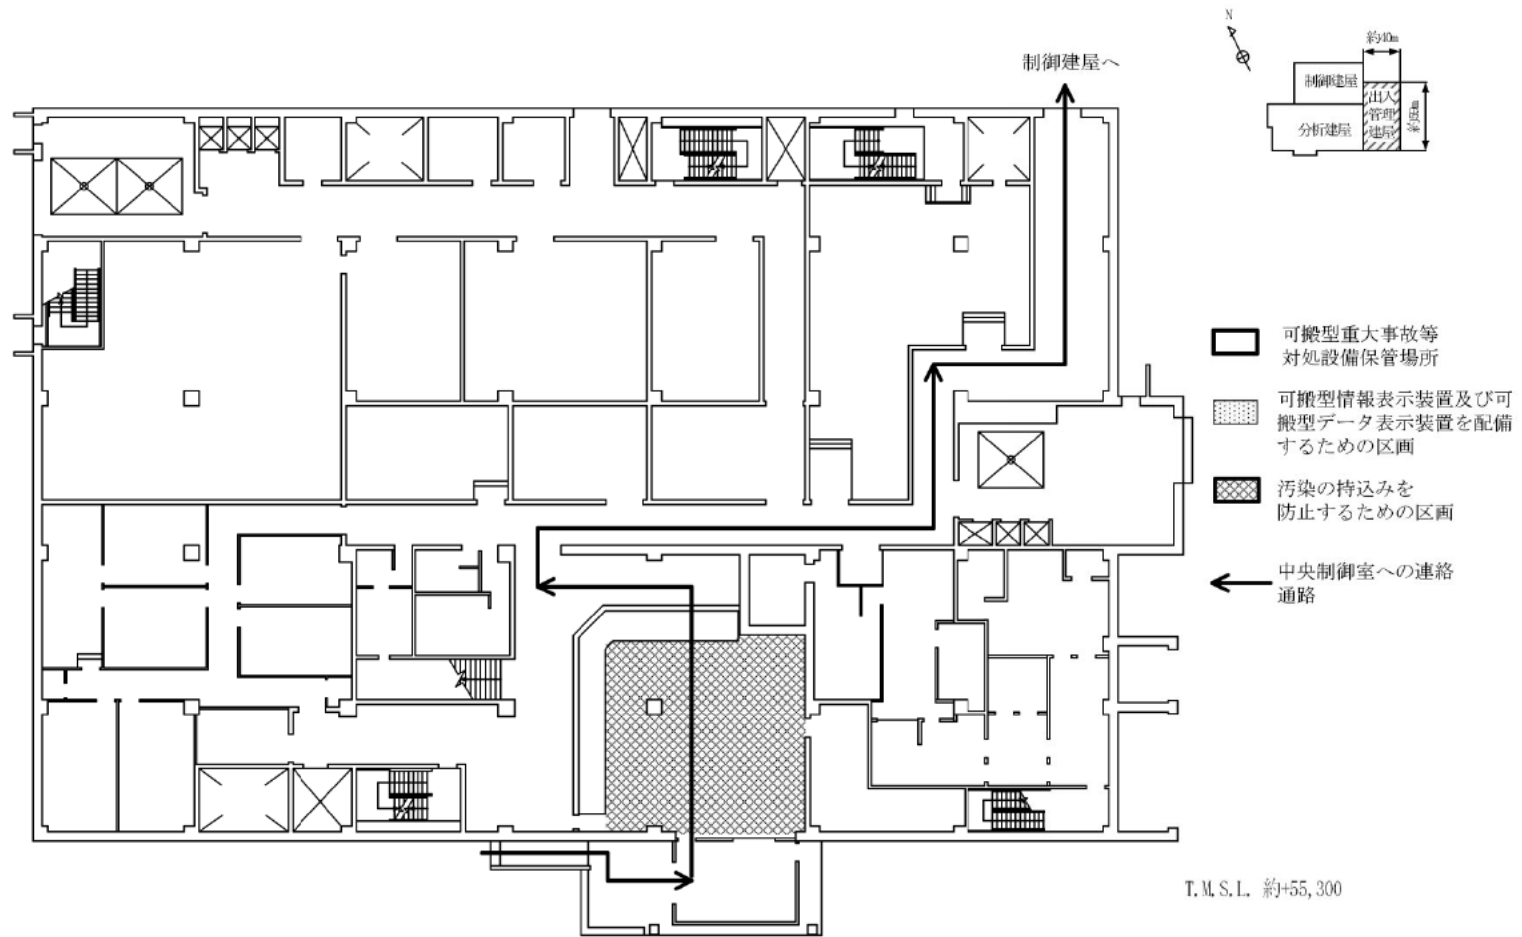 制御建屋へ
N
約40m
制御建屋
出入
管理
建屋
分析建屋
可搬型重大事故等
対処設備保管場所
可搬型情報表示装置及び可
搬型データ表示装置を配備
するための区画
汚染の持込みを
防止するための区画
中央制御室への連絡
通路
T.M.S.L. 約+55,300